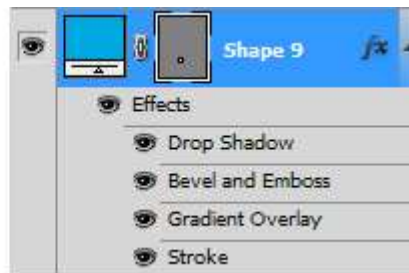 Shape 9 fx
Effects
Drop Shadow
Bevel and Emboss
Gradient Overlay
Stroke